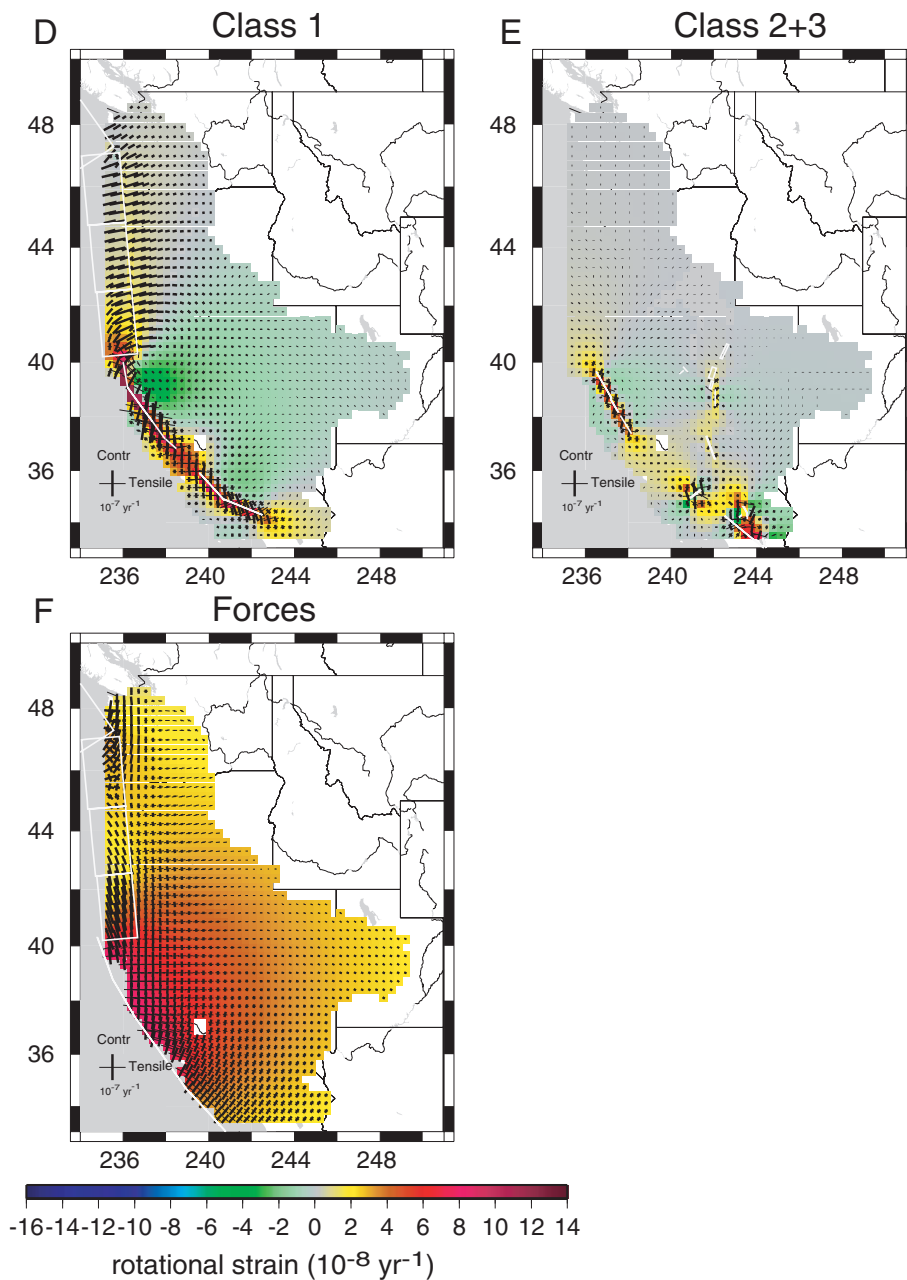 D Class 1
E Class 2+3
48
44
40
36
Contr
Tensile
10-7 yr-1
236 240 244 248
48
44
40
36
Contr
Tensile
10-7 yr-1
236 240 244 248
F Forces
48
44
40
36
Contr
Tensile
10-7 yr-1
236 240 244 248
-16 -14 -12 -10 -8 -6 -4 -2 0 2 4 6 8 10 12 14
rotational strain (10-8 yr-1)